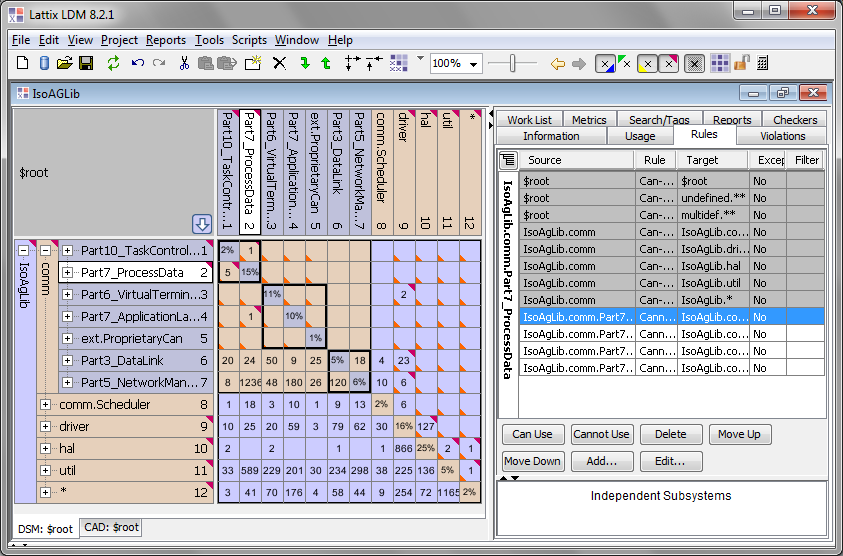 Lattix LDM 8.2.1
File Edit View Project Reports Tools Scripts Window Help
100%
IsoAGLib
$root
Part10_TaskContr... 1
Part7_ProcessData 2
Part6_VirtualTerm... 3
Part7_Application... 4
ext.ProprietaryCan 5
Part3_DataLink 6
Part5_NetworkMa... 7
comm.Scheduler 8
driver 9
hal 10
util 11
* 12
IsoAgLib
comm
Part10_TaskControl... 1 2% 1
Part7_ProcessData 2 5 15%
Part6_VirtualTermin... 3 11% 2
Part7_ApplicationLa... 4 1 10%
ext.ProprietaryCan 5 1%
Part3_DataLink 6 20 24 50 9 25 5% 18 4 23
Part5_NetworkMan... 7 8 1236 48 180 26 120 6% 10 6
comm.Scheduler 8 1 18 3 10 1 9 13 2% 6
driver 9 10 25 20 59 3 79 62 30 16% 127
hal 10 2 2 1 1 866 25% 2 1
util 11 33 589 229 201 30 234 298 38 225 136 5% 1
* 12 3 41 70 176 4 58 44 9 254 72 1165 2%
DSM: $root CAD: $root
Work List Metrics Search/Tags Reports Checkers
Information Usage Rules Violations
IsoAgLib.comm.Part7_ProcessData
Source Rule Target Excep Filter
$root Can-... $root No
$root Can-... undefined.** No
$root Can-... multidef.** No
IsoAgLib.comm Can-... IsoAgLib.co... No
IsoAgLib.comm Can-... IsoAgLib.dri... No
IsoAgLib.comm Can-... IsoAgLib.hal No
IsoAgLib.comm Can-... IsoAgLib.util No
IsoAgLib.comm Can-... IsoAgLib.* No
IsoAgLib.comm.Part7... Cann... IsoAgLib.co... No
IsoAgLib.comm.Part7... Cann... IsoAgLib.co... No
IsoAgLib.comm.Part7... Cann... IsoAgLib.co... No
IsoAgLib.comm.Part7... Cann... IsoAgLib.co... No
Can Use Cannot Use Delete Move Up
Move Down Add... Edit...
Independent Subsystems